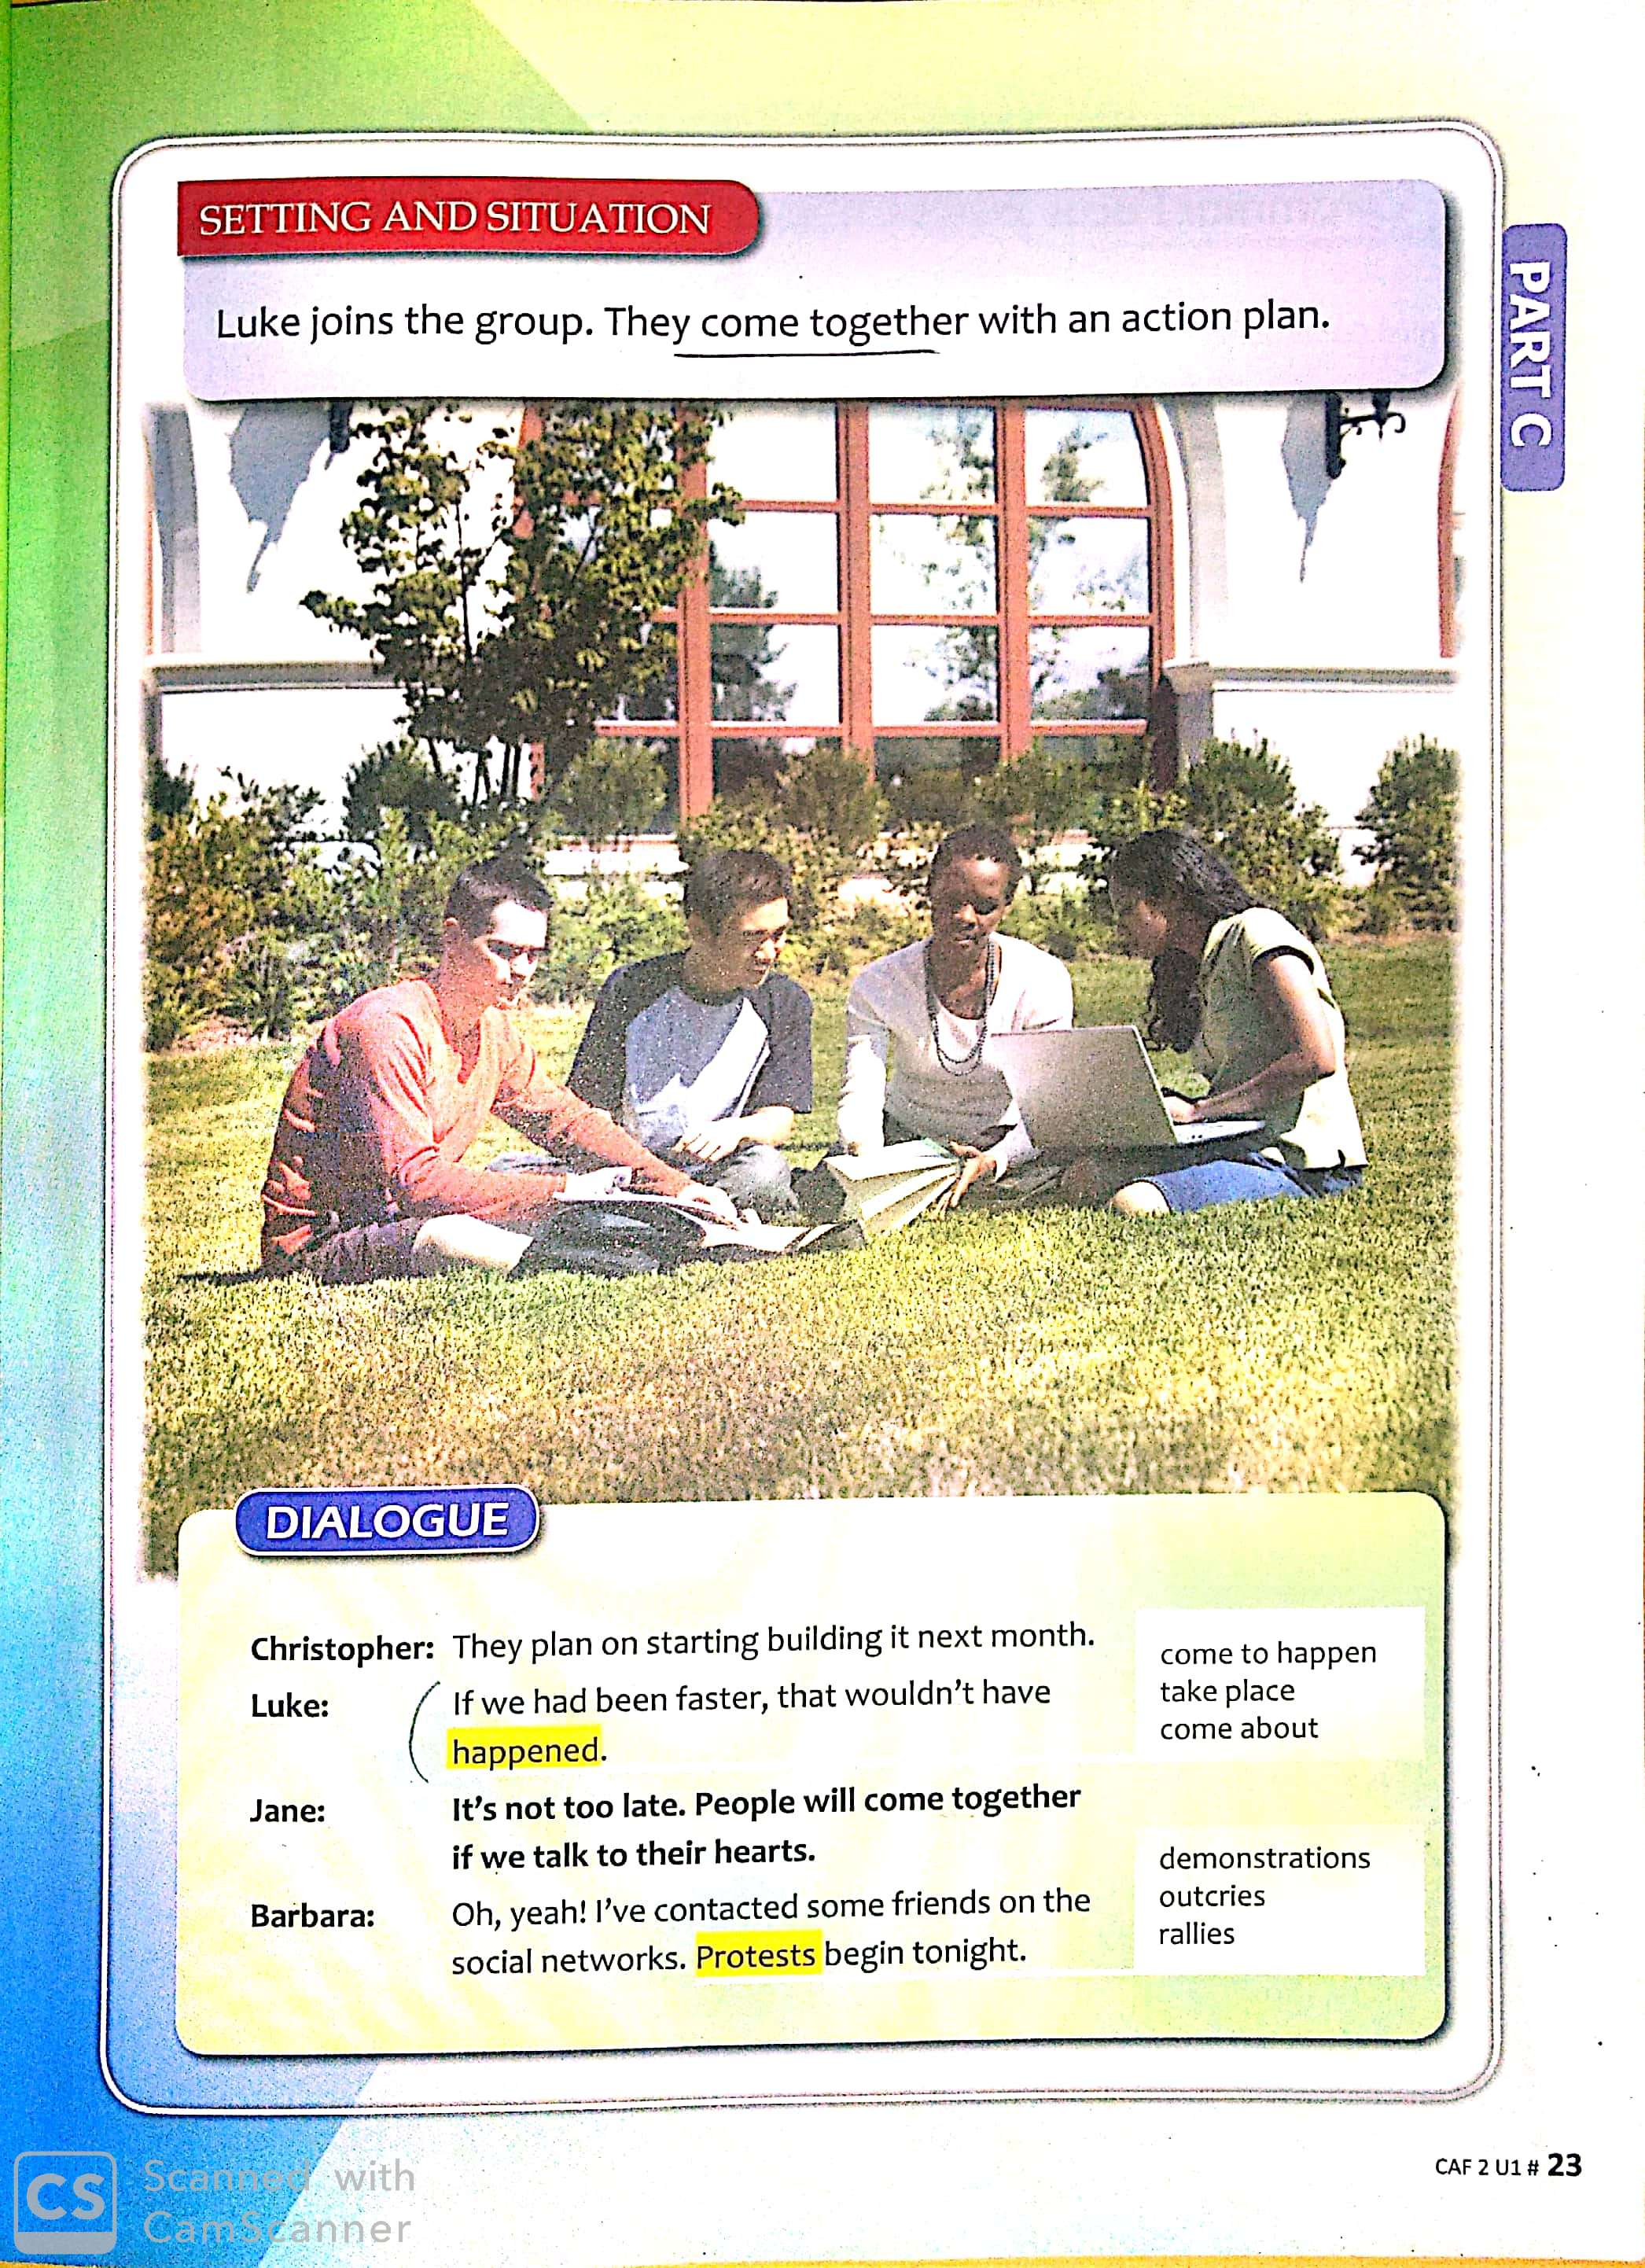 SETTING AND SITUATION
Luke joins the group. They come together with an action plan.
PART C
DIALOGUE
Christopher: They plan on starting building it next month.
Luke: If we had been faster, that wouldn't have
happened.
come to happen
take place
come about
Jane: It's not too late. People will come together
if we talk to their hearts.
Barbara: Oh, yeah! I've contacted some friends on the
social networks. Protests begin tonight.
demonstrations
outcries
rallies
CAF 2 U1 # 23
CS Scanned with
CamScanner